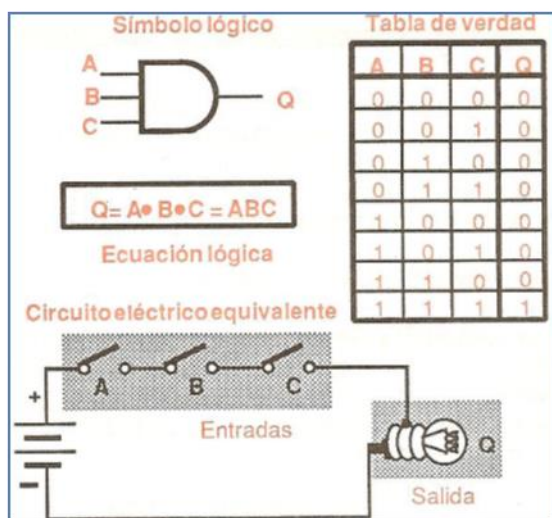 Símbolo lógico
A
B
C
Q
Q= A• B• C = ABC
Ecuación lógica
Tabla de verdad
A B C Q
0 0 0 0
0 0 1 0
0 1 0 0
0 1 1 0
1 0 0 0
1 0 1 0
1 1 0 0
1 1 1 1
Circuito eléctrico equivalente
A B C
Entradas
+
-
Q
Salida